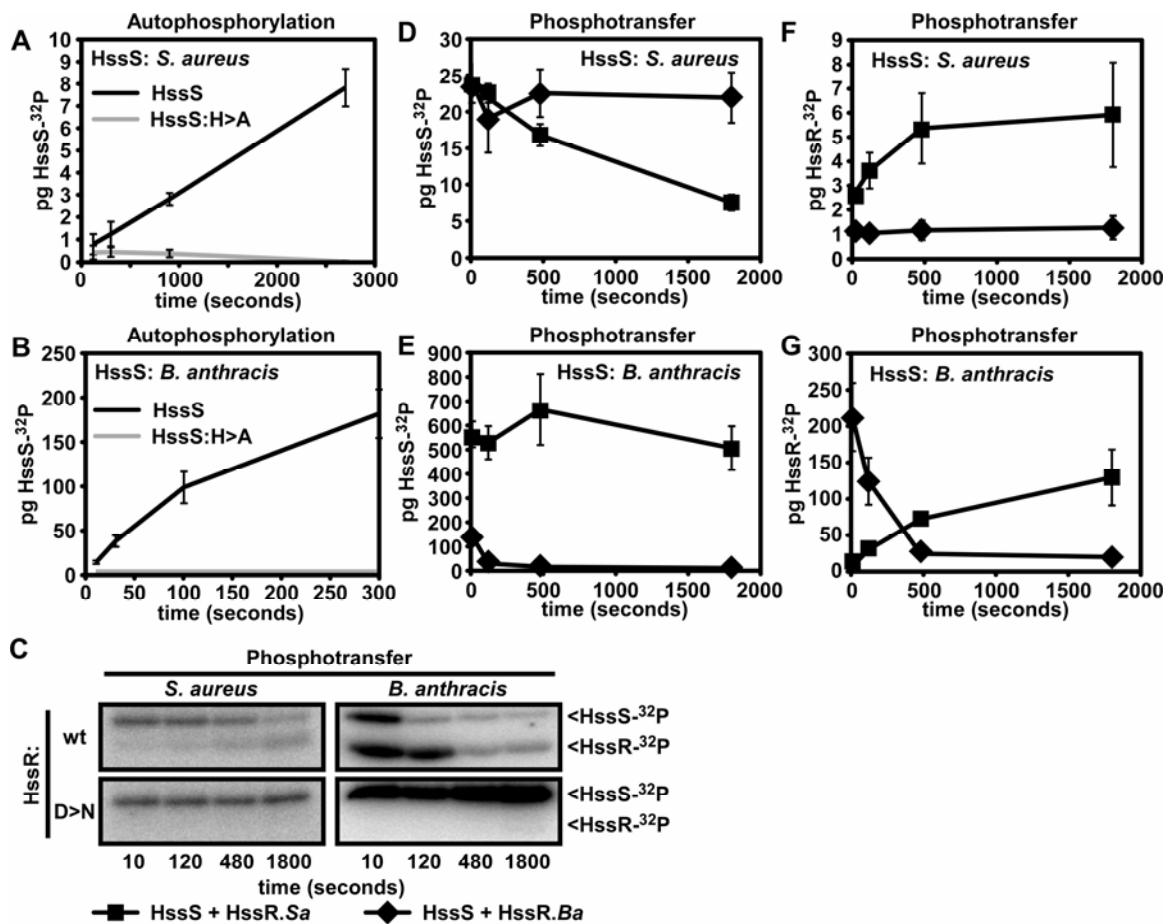 A
Autophosphorylation
HssS: S. aureus
HssS
HssS:H>A
pg HssS-32P
10
9
8
7
6
5
4
3
2
1
0
0 1000 2000 3000
time (seconds)
D
Phosphotransfer
HssS: S. aureus
pg HssS-32P
30
25
20
15
10
5
0
0 500 1000 1500 2000
time (seconds)
F
Phosphotransfer
HssS: S. aureus
pg HssR-32P
9
8
7
6
5
4
3
2
1
0
0 500 1000 1500 2000
time (seconds)
B
Autophosphorylation
HssS: B. anthracis
HssS
HssS:H>A
pg HssS-32P
250
200
150
100
50
0
0 100 200 300
time (seconds)
E
Phosphotransfer
HssS: B. anthracis
pg HssS-32P
900
800
700
600
500
400
300
200
100
0
0 500 1000 1500 2000
time (seconds)
G
Phosphotransfer
HssS: B. anthracis
pg HssR-32P
300
250
200
150
100
50
0
0 500 1000 1500 2000
time (seconds)
C
Phosphotransfer
S. aureus B. anthracis
HssR:
wt
<HssS-32P
<HssR-32P
D>N
<HssS-32P
<HssR-32P
10 120 480 1800 10 120 480 1800
time (seconds)
HssS + HssR.Sa HssS + HssR.Ba